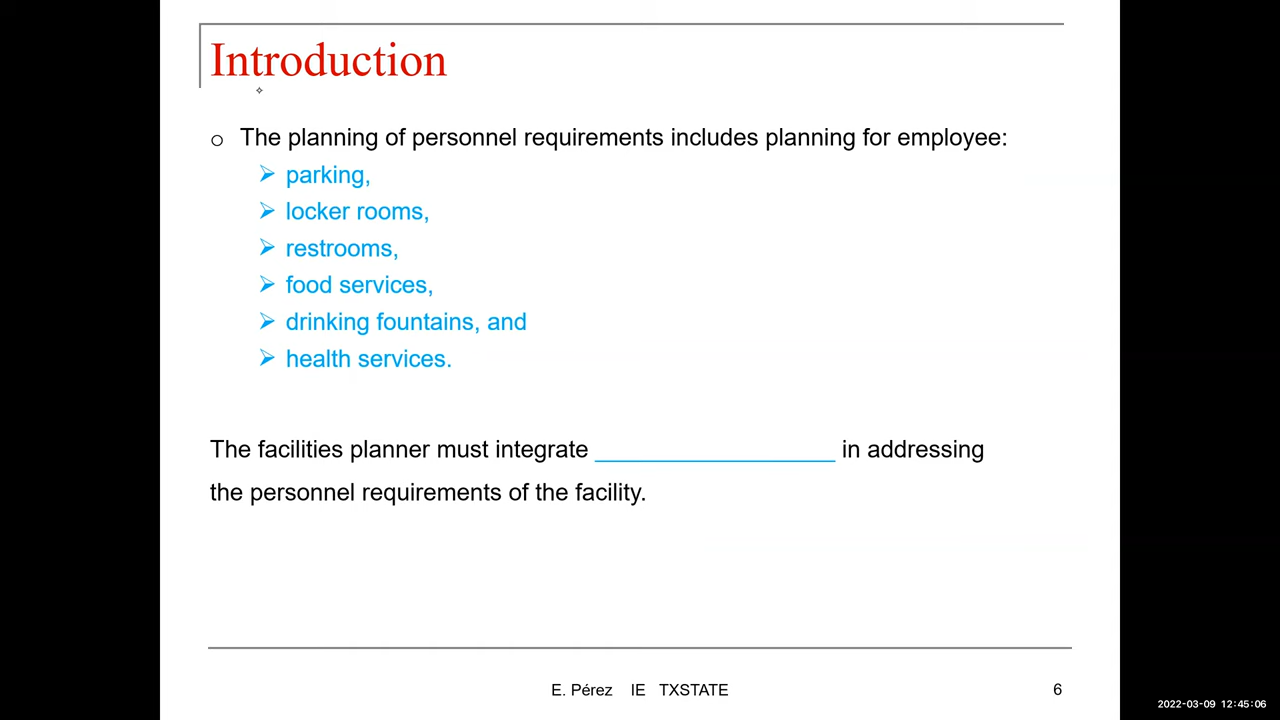 Introduction
The planning of personnel requirements includes planning for employee:
parking,
locker rooms,
restrooms,
food services,
drinking fountains, and
health services.
The facilities planner must integrate __________________ in addressing
the personnel requirements of the facility.
E. Pérez IE TXSTATE 6
2022-03-09 12:45:06